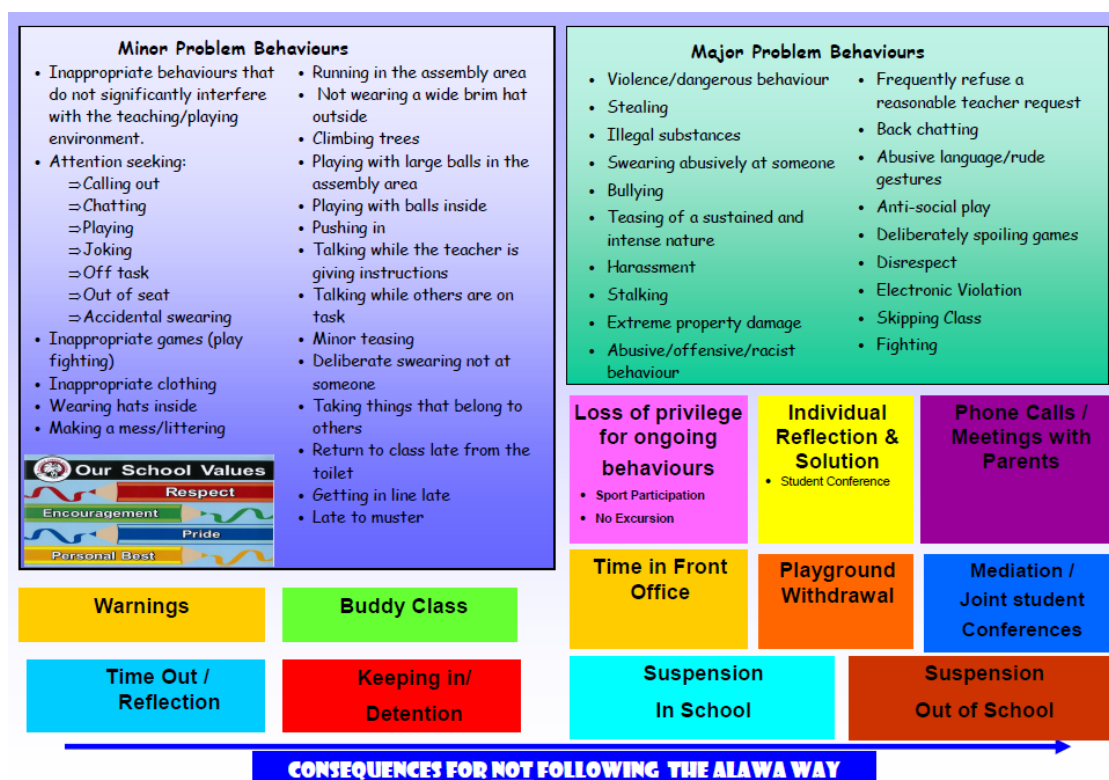 Minor Problem Behaviours
• Inappropriate behaviours that
do not significantly interfere
with the teaching/playing
environment.
• Attention seeking:
⇒Calling out
⇒Chatting
⇒Playing
⇒Joking
⇒Off task
⇒Out of seat
⇒Accidental swearing
• Inappropriate games (play
fighting)
• Inappropriate clothing
• Wearing hats inside
• Making a mess/littering
• Running in the assembly area
• Not wearing a wide brim hat
outside
• Climbing trees
• Playing with large balls in the
assembly area
• Playing with balls inside
• Pushing in
• Talking while the teacher is
giving instructions
• Talking while others are on
task
• Minor teasing
• Deliberate swearing not at
someone
• Taking things that belong to
others
• Return to class late from the
toilet
• Getting in line late
• Late to muster
Our School Values
Respect
Encouragement
Pride
Personal Best
Major Problem Behaviours
• Violence/dangerous behaviour
• Stealing
• Illegal substances
• Swearing abusively at someone
• Bullying
• Teasing of a sustained and
intense nature
• Harassment
• Stalking
• Extreme property damage
• Abusive/offensive/racist
behaviour
• Frequently refuse a
reasonable teacher request
• Back chatting
• Abusive language/rude
gestures
• Anti-social play
• Deliberately spoiling games
• Disrespect
• Electronic Violation
• Skipping Class
• Fighting
Warnings
Buddy Class
Time Out /
Reflection
Keeping in/
Detention
Loss of privilege
for ongoing
behaviours
• Sport Participation
• No Excursion
Individual
Reflection &
Solution
• Student Conference
Phone Calls /
Meetings with
Parents
Time in Front
Office
Playground
Withdrawal
Mediation /
Joint student
Conferences
Suspension
In School
Suspension
Out of School
CONSEQUENCES FOR NOT FOLLOWING THE ALAWA WAY